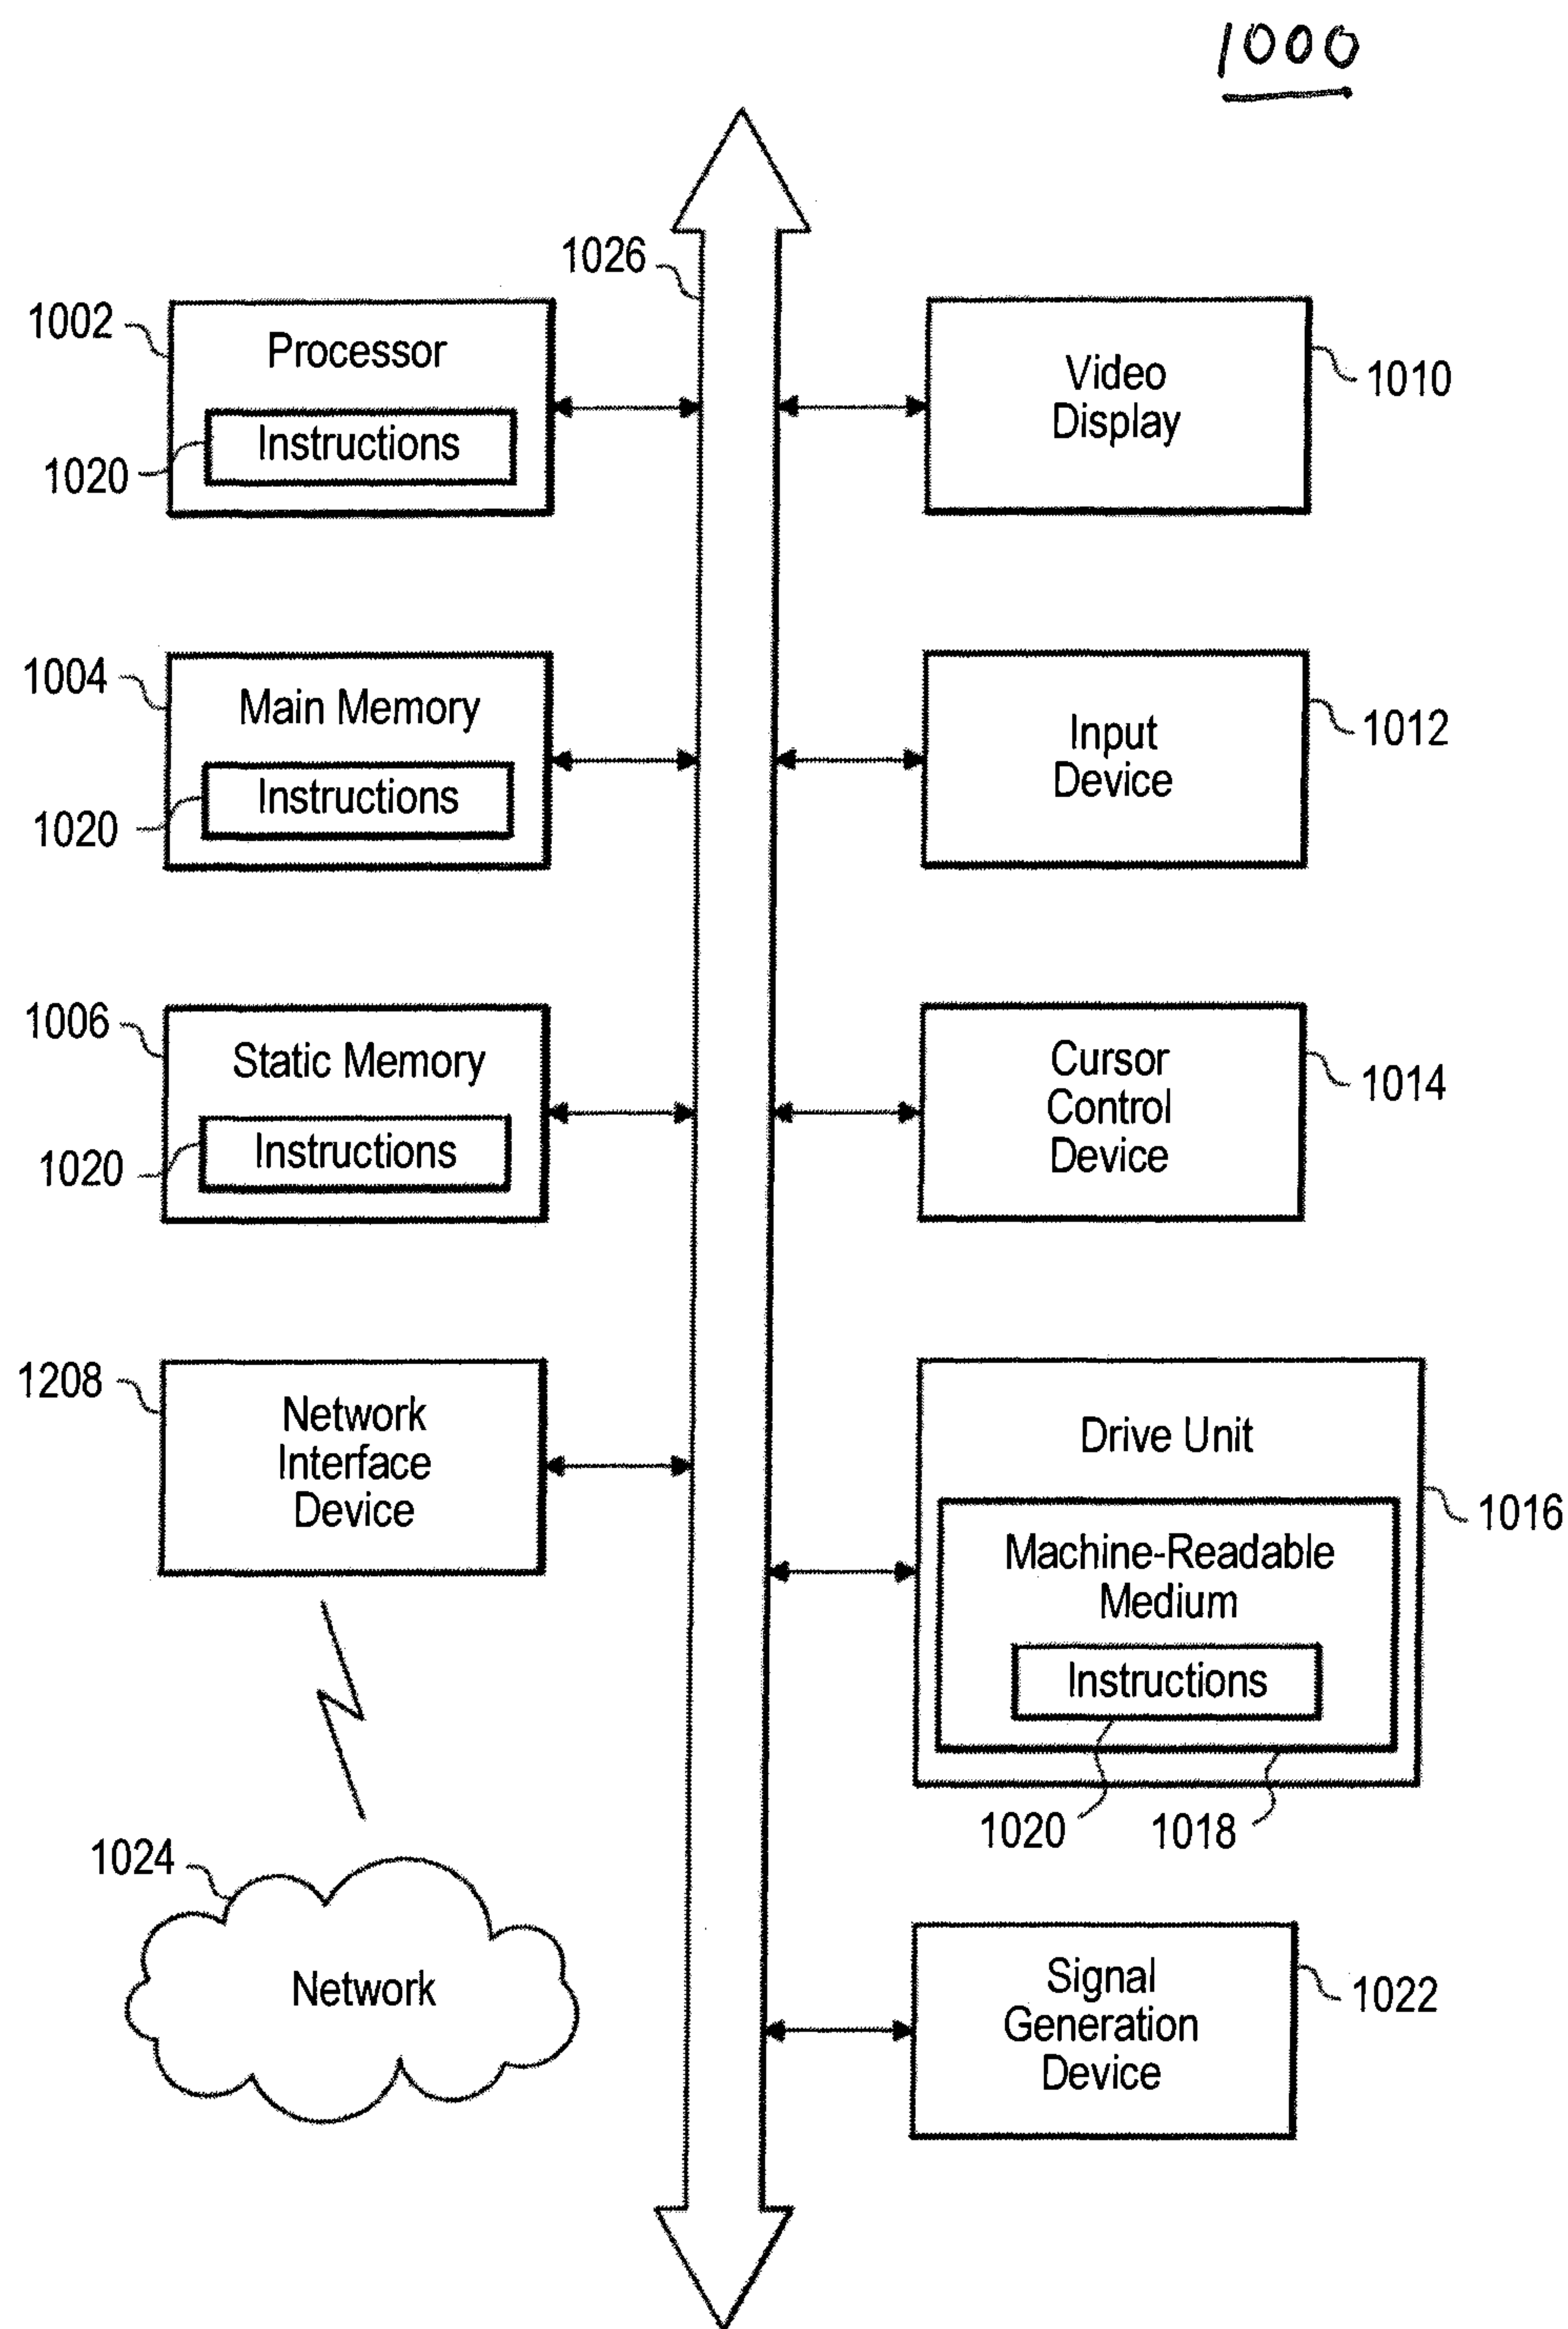 1000
1026
1002
Processor
Instructions
1020
Video
Display
1010
1004
Main Memory
Instructions
1020
Input
Device
1012
1006
Static Memory
Instructions
1020
Cursor
Control
Device
1014
1208
Network
Interface
Device
Drive Unit
1016
Machine-Readable
Medium
Instructions
1020
1018
1024
Network
Signal
Generation
Device
1022